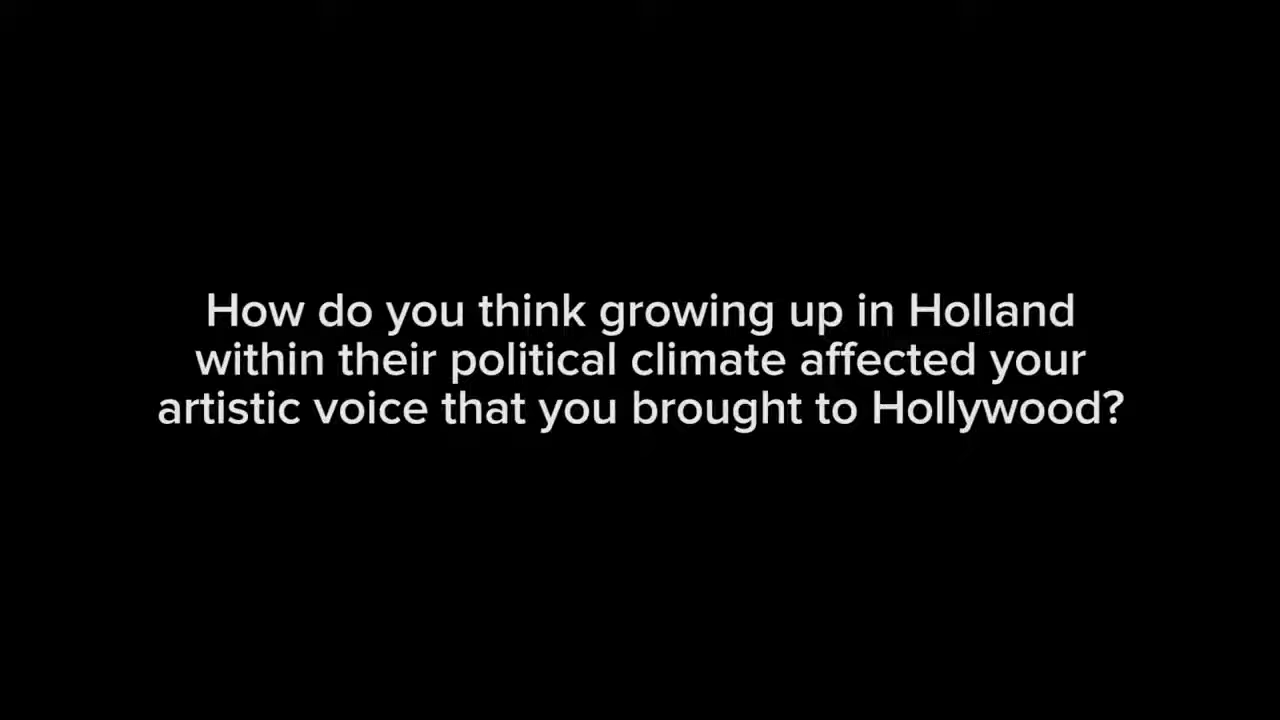 How do you think growing up in Holland
within their political climate affected your
artistic voice that you brought to Hollywood?